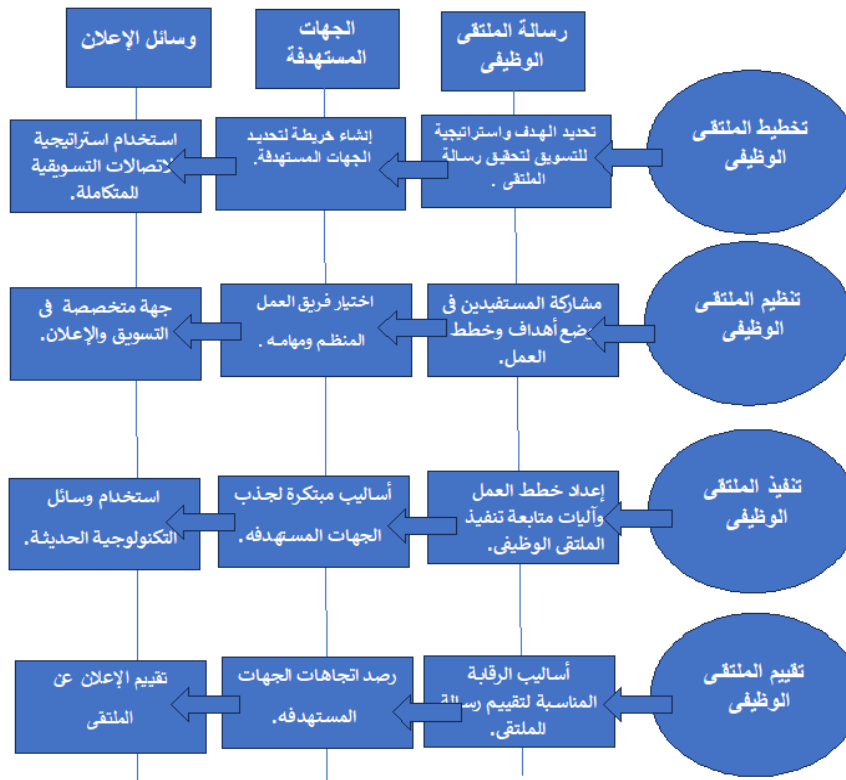 رسالة الملتقى
الوظيفى
الجهات
المستهدفة
وسائل الإعلان
تخطيط الملتقى
الوظيفى
تحديد الهدف واستراتيجية
للتسويق لتحقيق رسالة
الملتقى .
إنشاء خريطة لتحديد
الجهات المستهدفة.
استخدام استراتيجية
لاتصالات التسويقية
المتكاملة.
تنظيم الملتقى
الوظيفى
مشاركة المستفيدين فى
وضع أهداف وخطط
العمل.
اختيار فريق العمل
المنظم ومهامه .
جهة متخصصة فى
التسويق والإعلان.
تنفيذ الملتقى
الوظيفى
إعداد خطط العمل
وآليات متابعة تنفيذ
الملتقى الوظيفى.
أساليب مبتكرة لجذب
الجهات المستهدفه.
استخدام وسائل
التكنولوجية الحديثة.
تقييم الملتقى
الوظيفى
أساليب الرقابة
المناسبة لتقييم رسالة
الملتقى.
رصد اتجاهات الجهات
المستهدفه.
تقييم الإعلان عن
الملتقى